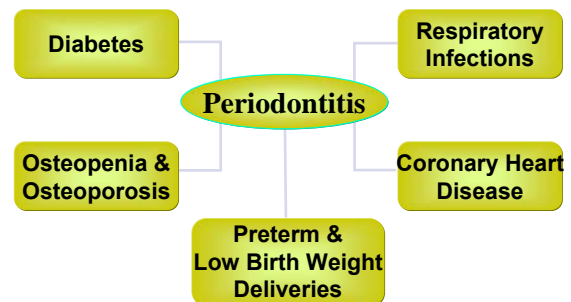 Diabetes
Respiratory
Infections
Periodontitis
Osteopenia &
Osteoporosis
Coronary Heart
Disease
Preterm &
Low Birth Weight
Deliveries